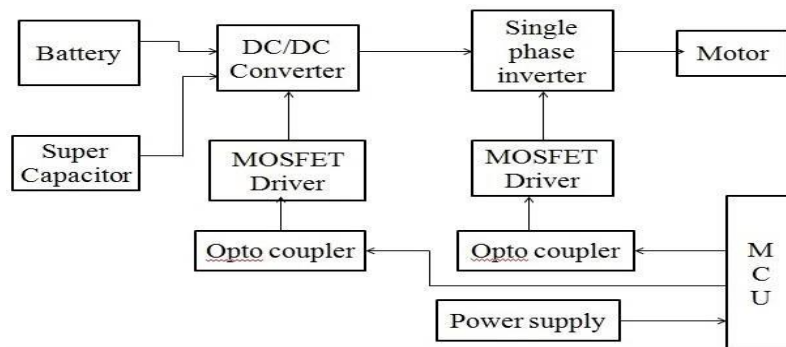 Battery
DC/DC
Converter
Single
phase
inverter
Motor
Super
Capacitor
MOSFET
Driver
MOSFET
Driver
Opto coupler
Opto coupler
M
C
U
Power supply